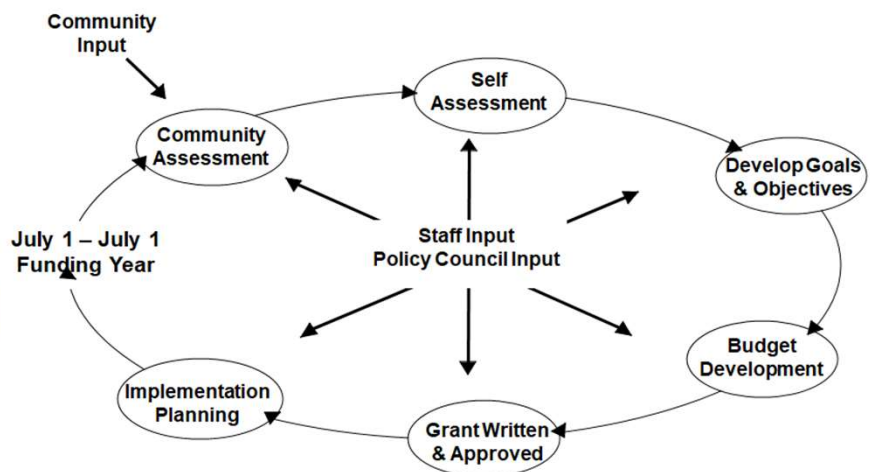 Community
Input
Self
Assessment
Community
Assessment
Develop Goals
& Objectives
July 1 – July 1
Funding Year
Staff Input
Policy Council Input
Budget
Development
Implementation
Planning
Grant Written
& Approved